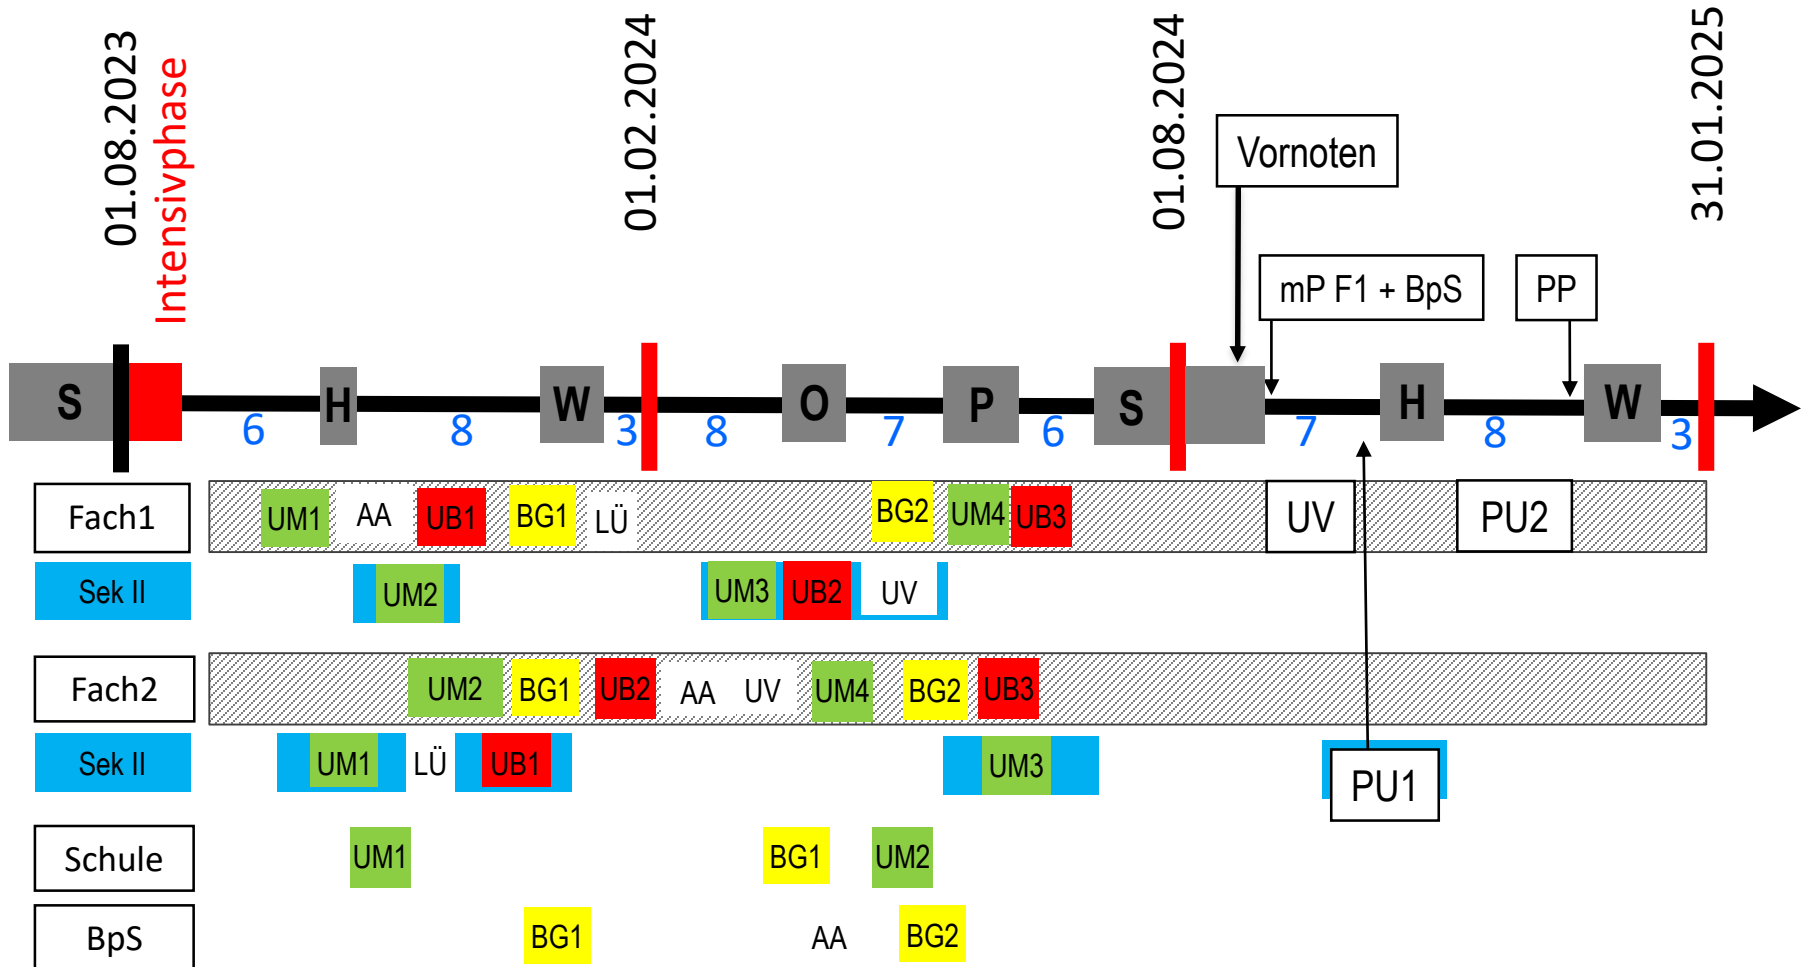 01.08.2023
Intensivphase
01.02.2024
01.08.2024
31.01.2025
Vornoten
mP F1 + BpS
PP
S
H
W
O
P
S
H
W
6
8
3
8
7
6
7
8
3
Fach1
UM1
AA
UB1
BG1
LÜ
BG2
UM4
UB3
UV
PU2
Sek II
UM2
UM3
UB2
UV
Fach2
UM2
BG1
UB2
AA
UV
UM4
BG2
UB3
Sek II
UM1
LÜ
UB1
UM3
PU1
Schule
UM1
BG1
UM2
BpS
BG1
AA
BG2